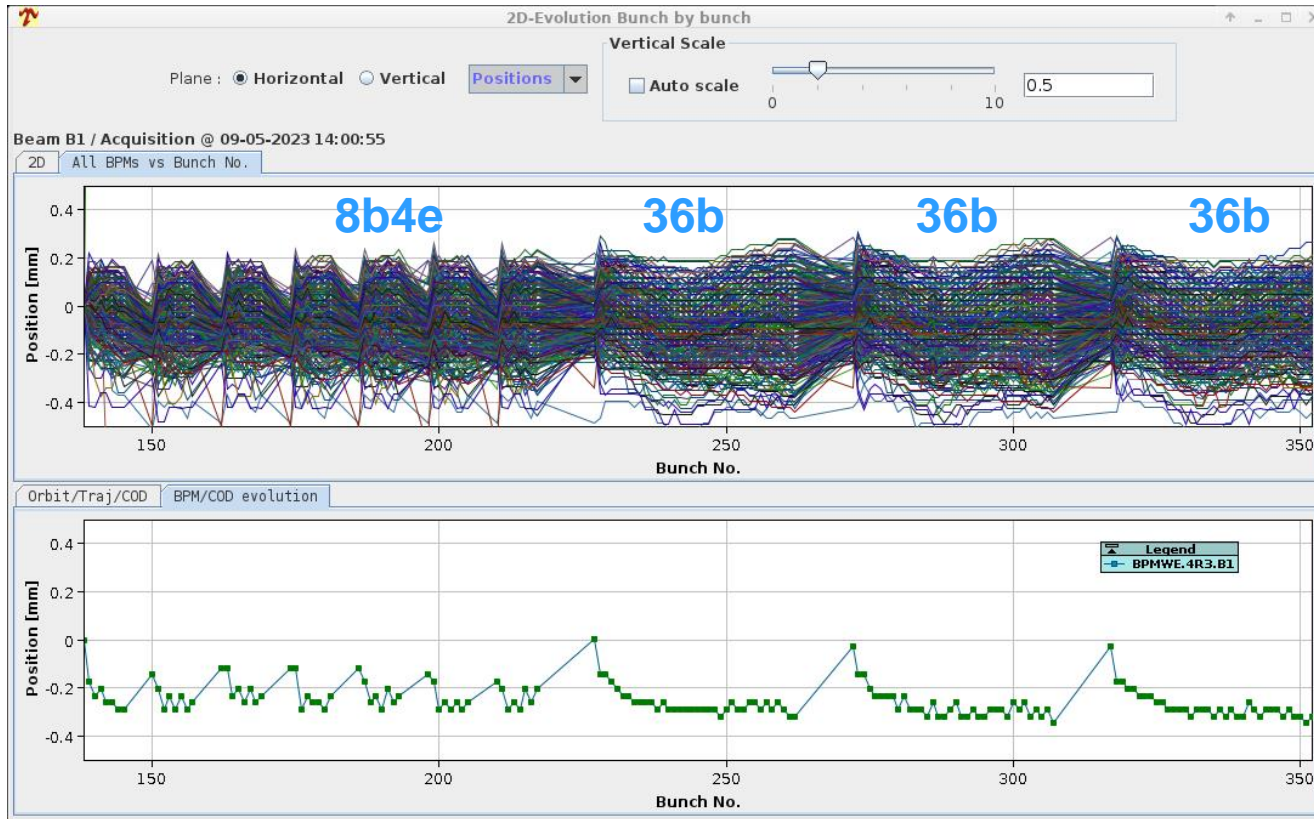 2D-Evolution Bunch by bunch
Vertical Scale
Plane : Horizontal Vertical Positions Auto scale 0.5
0 10
Beam B1 / Acquisition @ 09-05-2023 14:00:55
2D All BPMs vs Bunch No.
8b4e 36b 36b 36b
0.4
0.2
0
-0.2
-0.4
Position [mm]
150 200 250 300 350
Bunch No.
Orbit/Traj/COD BPM/COD evolution
0.4
0.2
0
-0.2
-0.4
Position [mm]
Legend
BPMWE.4R3.B1
150 200 250 300 350
Bunch No.